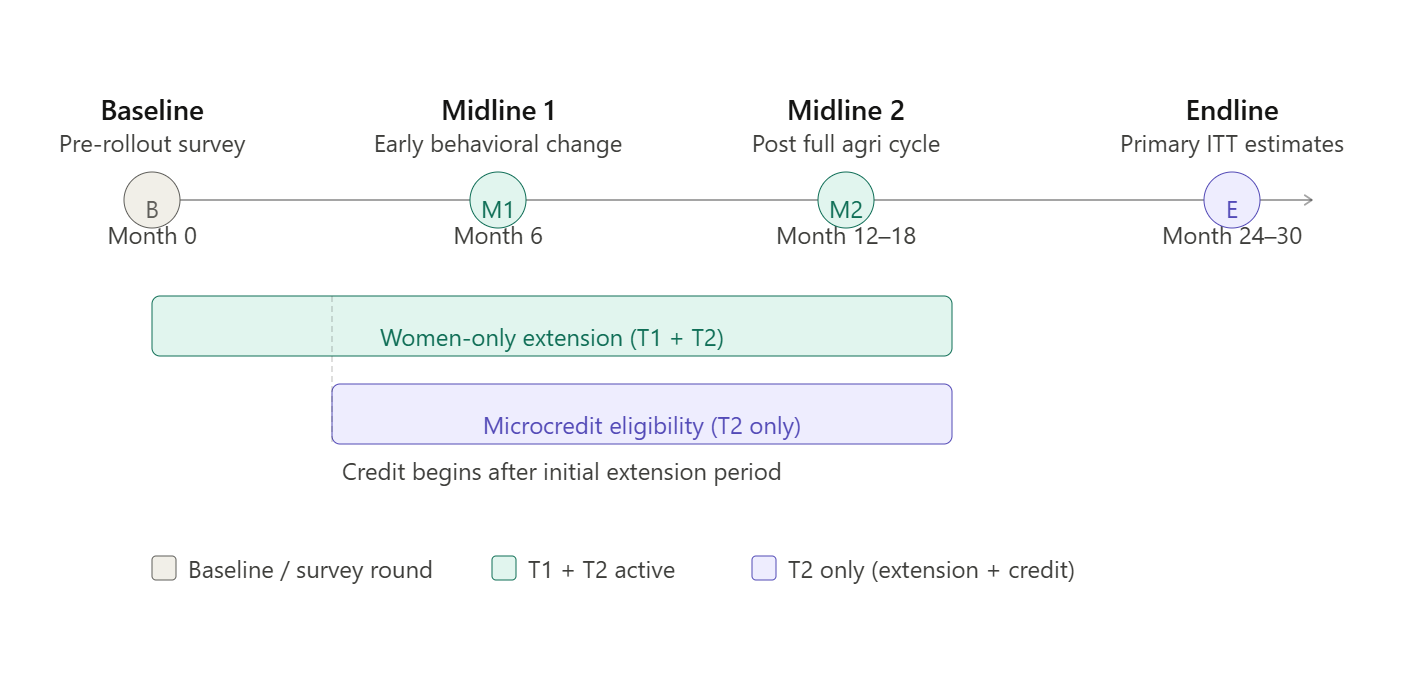 Baseline
Pre-rollout survey
B
Month 0
Midline 1
Early behavioral change
M1
Month 6
Midline 2
Post full agri cycle
M2
Month 12–18
Endline
Primary ITT estimates
E
Month 24–30
Women-only extension (T1 + T2)
Microcredit eligibility (T2 only)
Credit begins after initial extension period
Baseline / survey round
T1 + T2 active
T2 only (extension + credit)